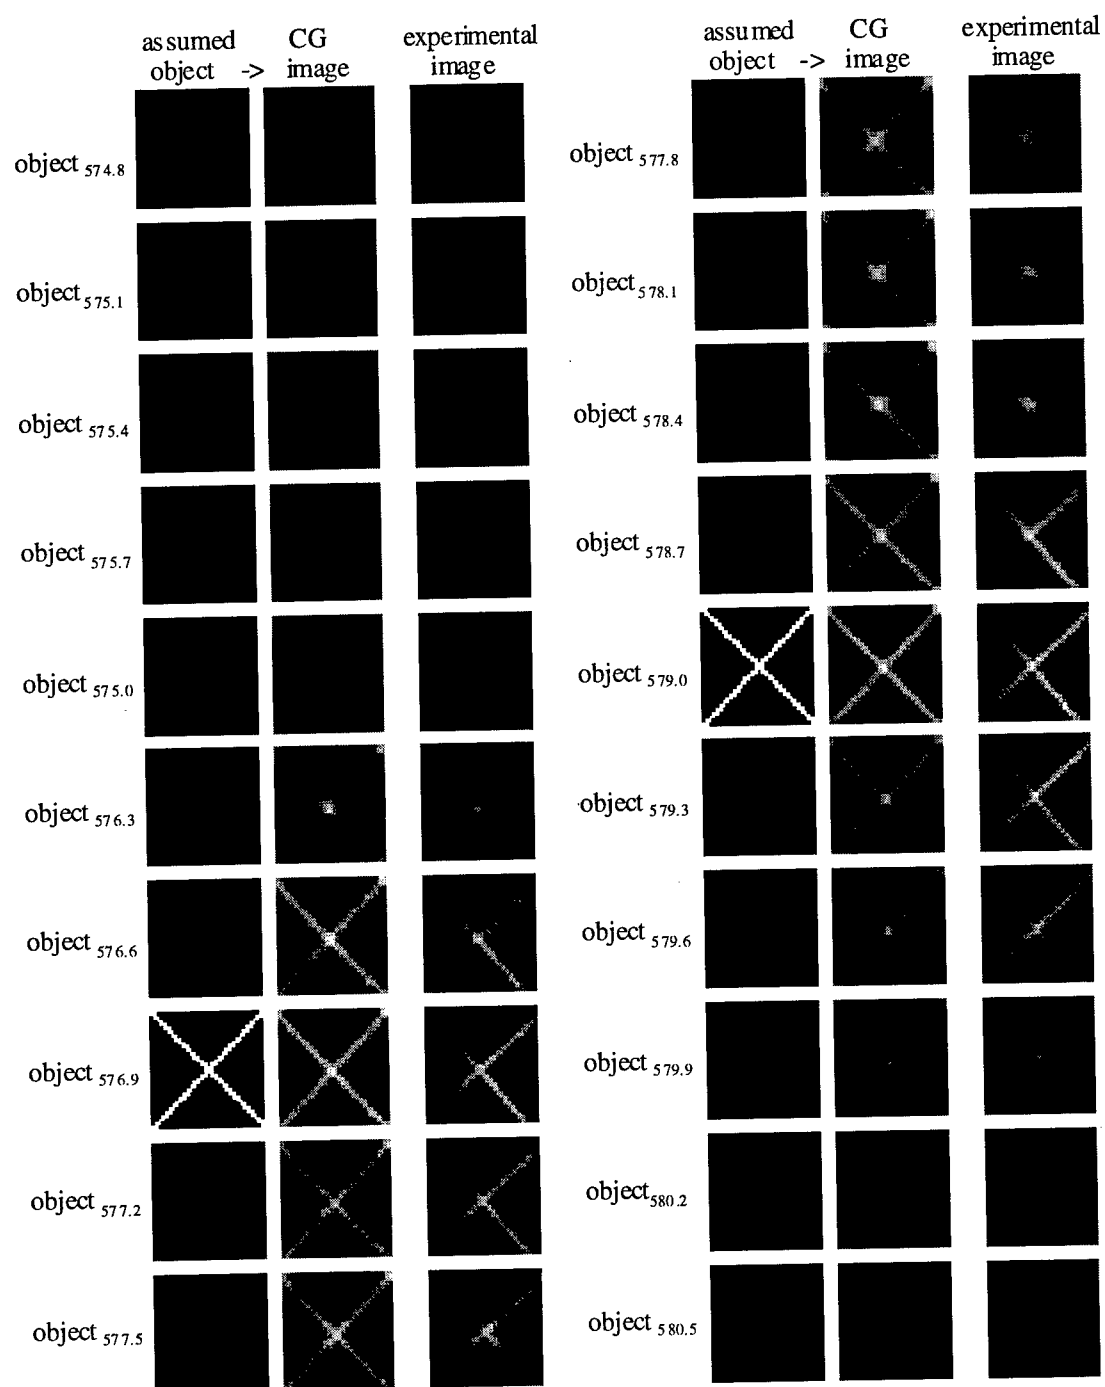 assumed CG experimental
object -> image image
object 574.8
object 575.1
object 575.4
object 575.7
object 575.0
object 576.3
object 576.6
object 576.9
object 577.2
object 577.5
assumed CG experimental
object -> image image
object 577.8
object 578.1
object 578.4
object 578.7
object 579.0
object 579.3
object 579.6
object 579.9
object580.2
object 580.5